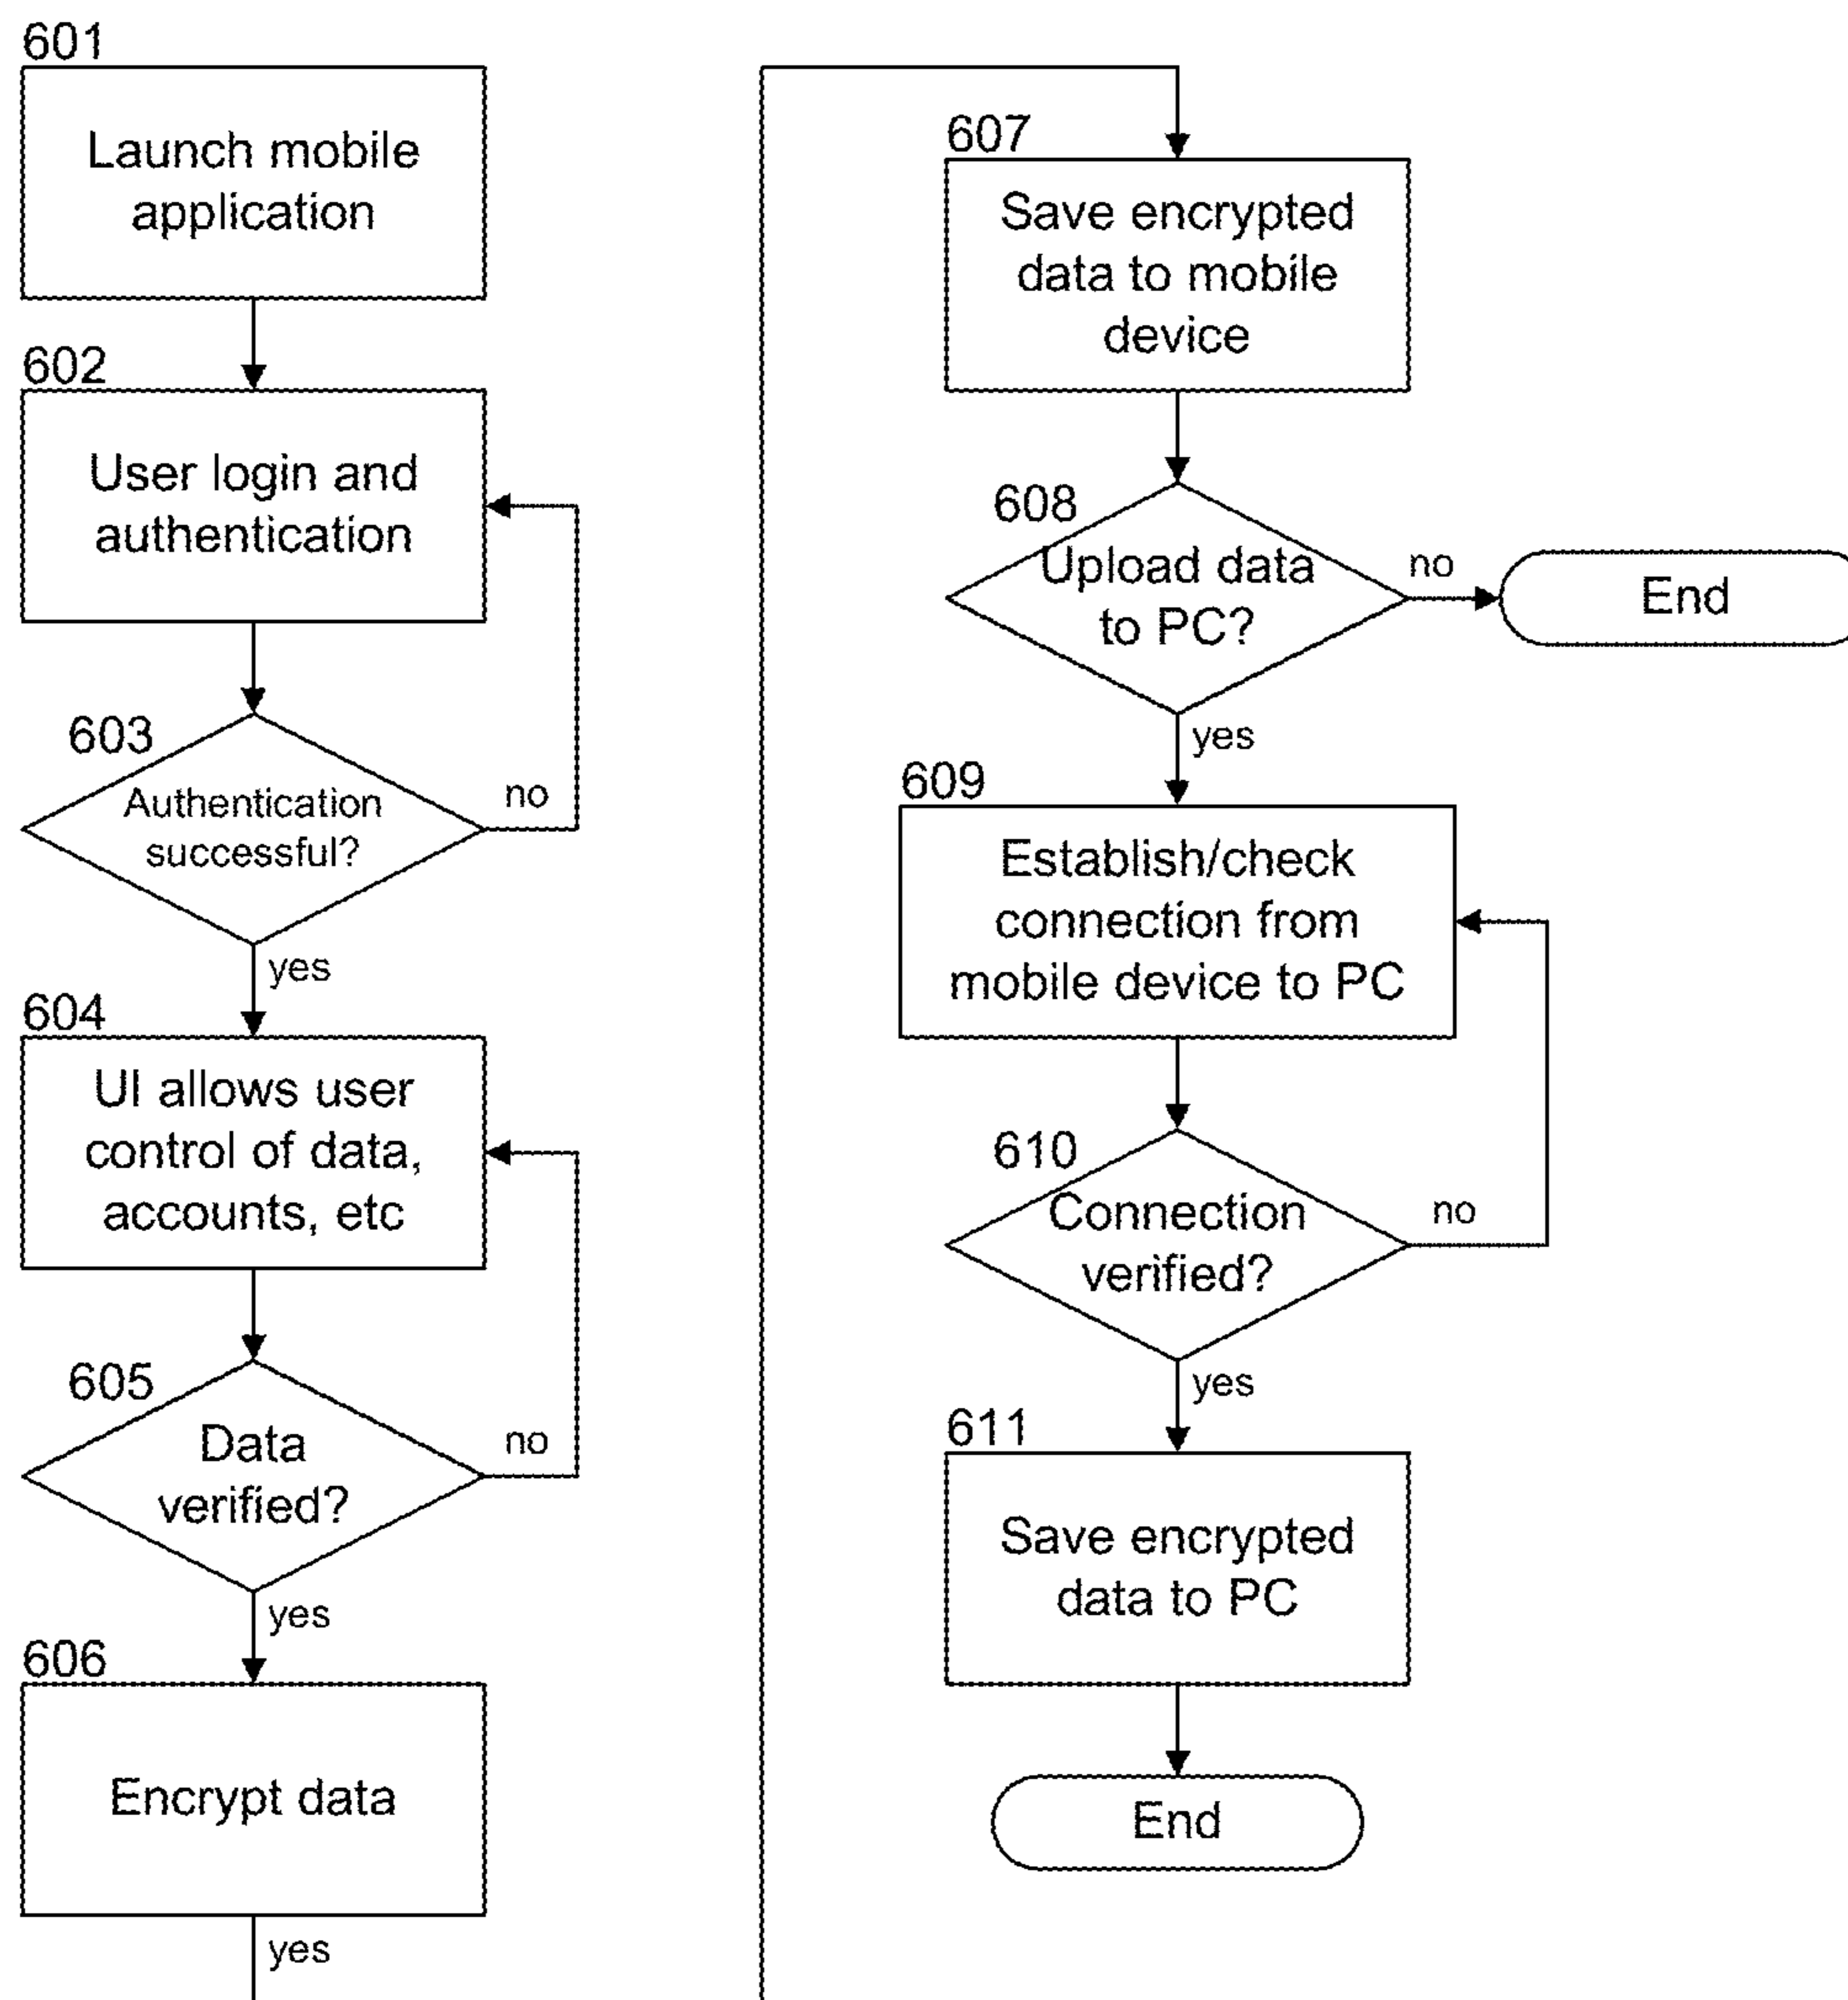 601
Launch mobile
application
602
User login and
authentication
603
Authentication
successful?
no
yes
604
UI allows user
control of data,
accounts, etc
605
Data
verified?
no
yes
606
Encrypt data
yes
607
Save encrypted
data to mobile
device
608
Upload data
to PC?
no
End
yes
609
Establish/check
connection from
mobile device to PC
610
Connection
verified?
no
yes
611
Save encrypted
data to PC
End